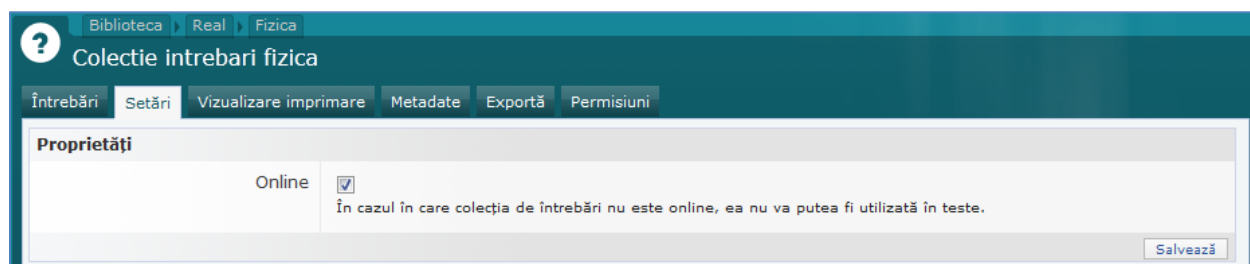 Biblioteca Real Fizica
? Colectie intrebari fizica
Întrebări Setări Vizualizare imprimare Metadate Exportă Permisiuni
Proprietăți
Online
În cazul în care colecția de întrebări nu este online, ea nu va putea fi utilizată în teste.
Salvează